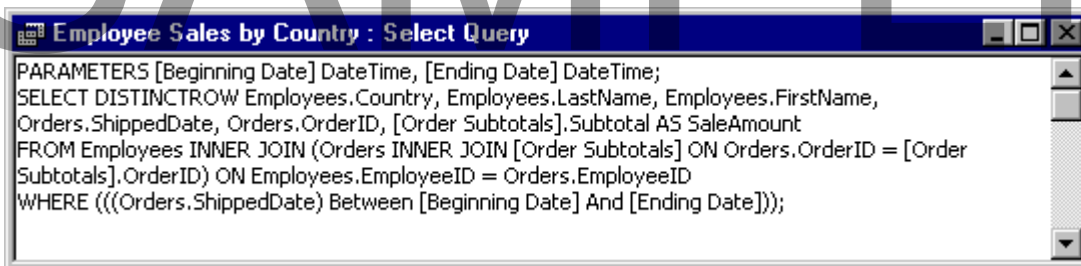 SAMPLE
Employee Sales by Country : Select Query
PARAMETERS [Beginning Date] DateTime, [Ending Date] DateTime;
SELECT DISTINCTROW Employees.Country, Employees.LastName, Employees.FirstName,
Orders.ShippedDate, Orders.OrderID, [Order Subtotals].Subtotal AS SaleAmount
FROM Employees INNER JOIN (Orders INNER JOIN [Order Subtotals] ON Orders.OrderID = [Order
Subtotals].OrderID) ON Employees.EmployeeID = Orders.EmployeeID
WHERE (((Orders.ShippedDate) Between [Beginning Date] And [Ending Date]));